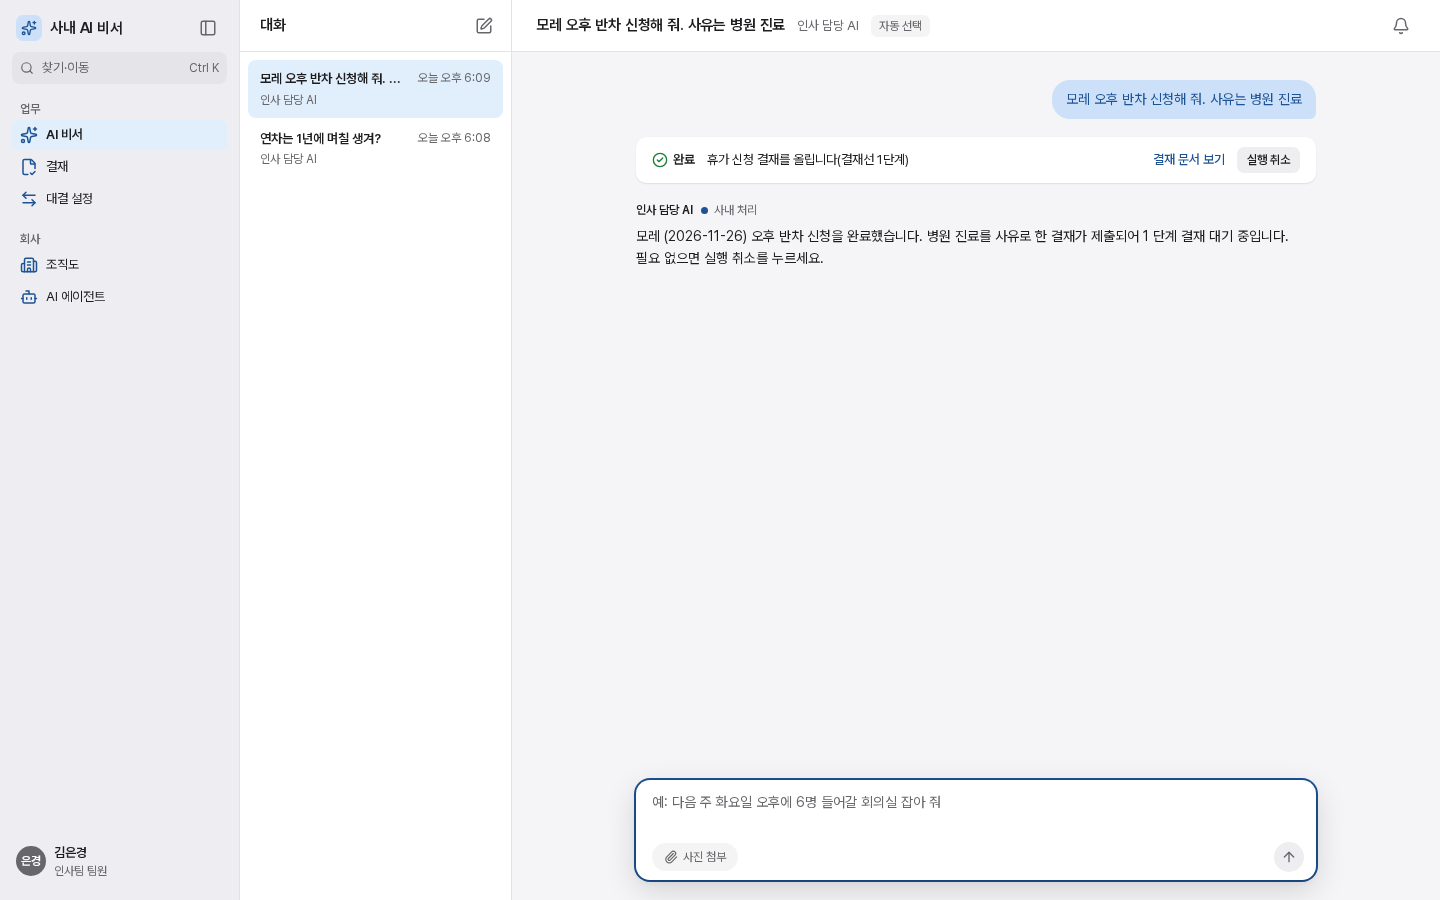 사내 AI 비서
찾기·이동 Ctrl K
업무
AI 비서
결재
대결 설정
회사
조직도
AI 에이전트
은경
김은경
인사팀 팀원
대화
모레 오후 반차 신청해 줘. ... 오늘 오후 6:09
인사 담당 AI
연차는 1년에 며칠 생겨? 오늘 오후 6:08
인사 담당 AI
모레 오후 반차 신청해 줘. 사유는 병원 진료 인사 담당 AI 자동 선택
모레 오후 반차 신청해 줘. 사유는 병원 진료
완료 휴가 신청 결재를 올립니다(결재선 1단계) 결재 문서 보기 실행 취소
인사 담당 AI 사내 처리
모레 (2026-11-26) 오후 반차 신청을 완료했습니다. 병원 진료를 사유로 한 결재가 제출되어 1 단계 결재 대기 중입니다.
필요 없으면 실행 취소를 누르세요.
예: 다음 주 화요일 오후에 6명 들어갈 회의실 잡아 줘
사진 첨부